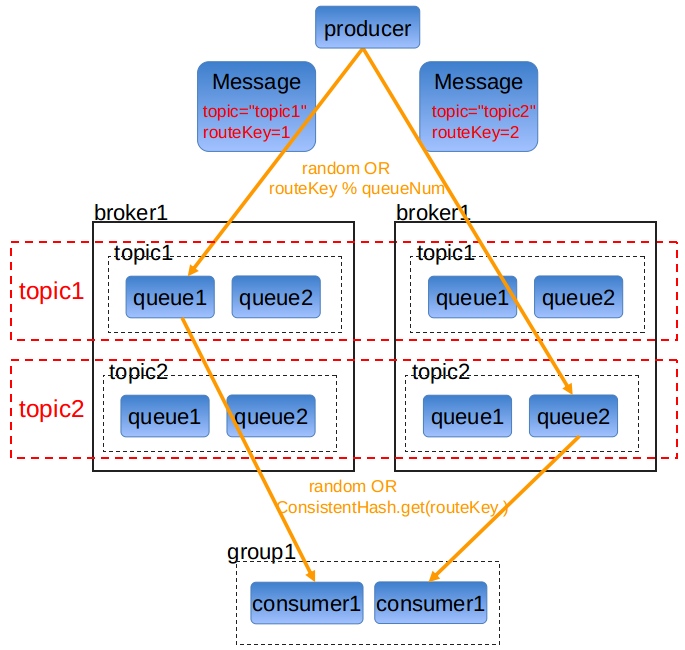 producer
Message
topic="topic1"
routeKey=1
Message
topic="topic2"
routeKey=2
random OR
routeKey % queueNum
broker1
broker1
topic1
topic1
topic1
queue1
queue2
queue1
queue2
topic2
topic2
topic2
queue1
queue2
queue1
queue2
random OR
ConsistentHash.get(routeKey )
group1
consumer1
consumer1